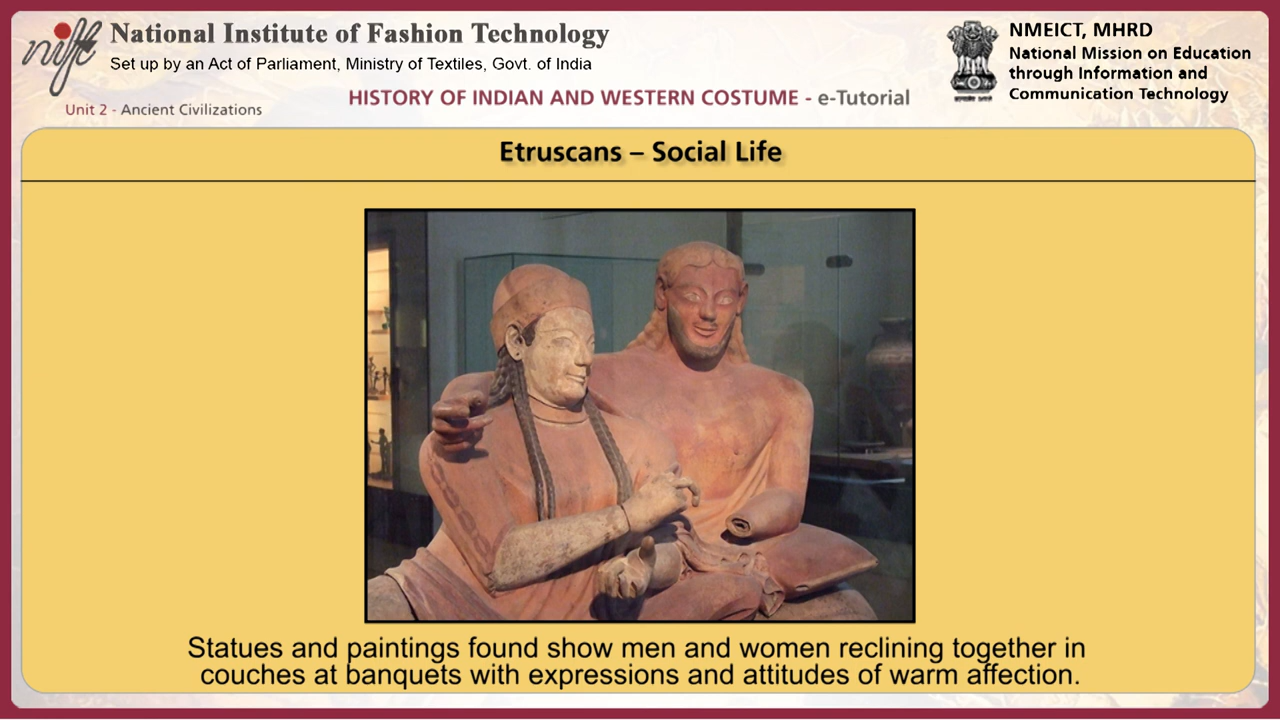 nift
National Institute of Fashion Technology
Set up by an Act of Parliament, Ministry of Textiles, Govt. of India
NMEICT, MHRD
National Mission on Education
through Information and
Communication Technology
Unit 2 - Ancient Civilizations
HISTORY OF INDIAN AND WESTERN COSTUME - e-Tutorial
Etruscans – Social Life
Statues and paintings found show men and women reclining together in
couches at banquets with expressions and attitudes of warm affection.